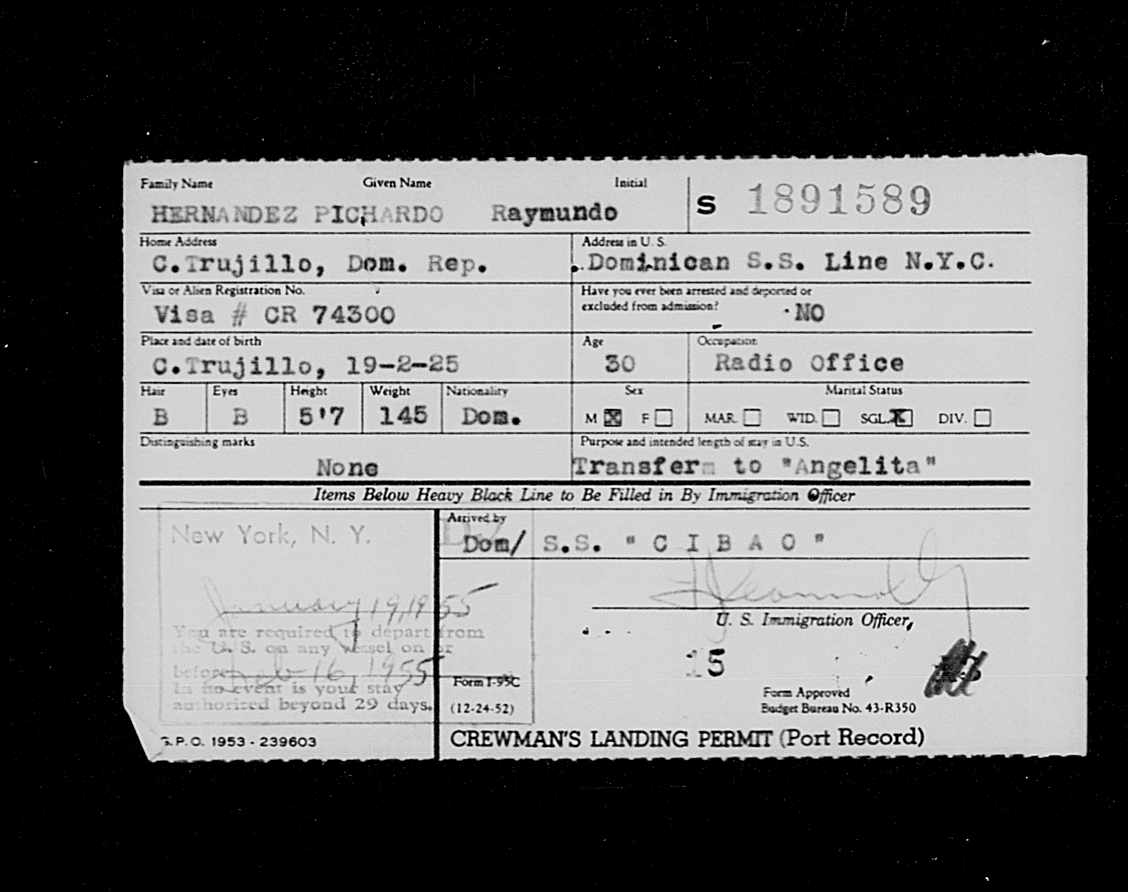 Family Name Given Name Initial
HERNANDEZ PICHARDO Raymundo S 1891589
Home Address Address in U. S.
C.Trujillo, Dom. Rep. Dominican S.S. Line N.Y.C.
Visa or Alien Registration No. Have you ever been arrested and deported or
excluded from admission?
Visa # CR 74300 NO
Place and date of birth Age Occupation
C.Trujillo, 19-2-25 30 Radio Office
Hair Eyes Height Weight Nationality Sex Marital Status
B B 5'7 145 Dom. M X F MAR. WID. SGL. X DIV.
Distinguishing marks Purpose and intended length of stay in U.S.
None Transfer to "Angelita"
Items Below Heavy Black Line to Be Filled in By Immigration Officer
Arrived by
New York, N. Y. Dom/ S.S. "C I B A O"
January 19, 1955
U. S. Immigration Officer
You are required to depart from
the U. S. on any vessel on or
before Feb 16, 1955
15
In no event is your stay
authorized beyond 29 days.
Form I-95C
(12-24-52)
Form Approved
Budget Bureau No. 43-R350
G.P.O. 1953 - 239603 CREWMAN'S LANDING PERMIT (Port Record)